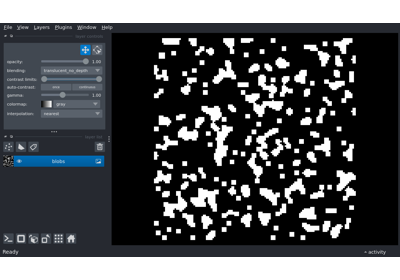 File View Layers Plugins Window Help
opacity: 1.00
blending: translucent_no_depth
contrast limits:
auto-contrast: once continuous
gamma: 1.00
colormap: gray
interpolation: nearest
blobs
Ready
activity